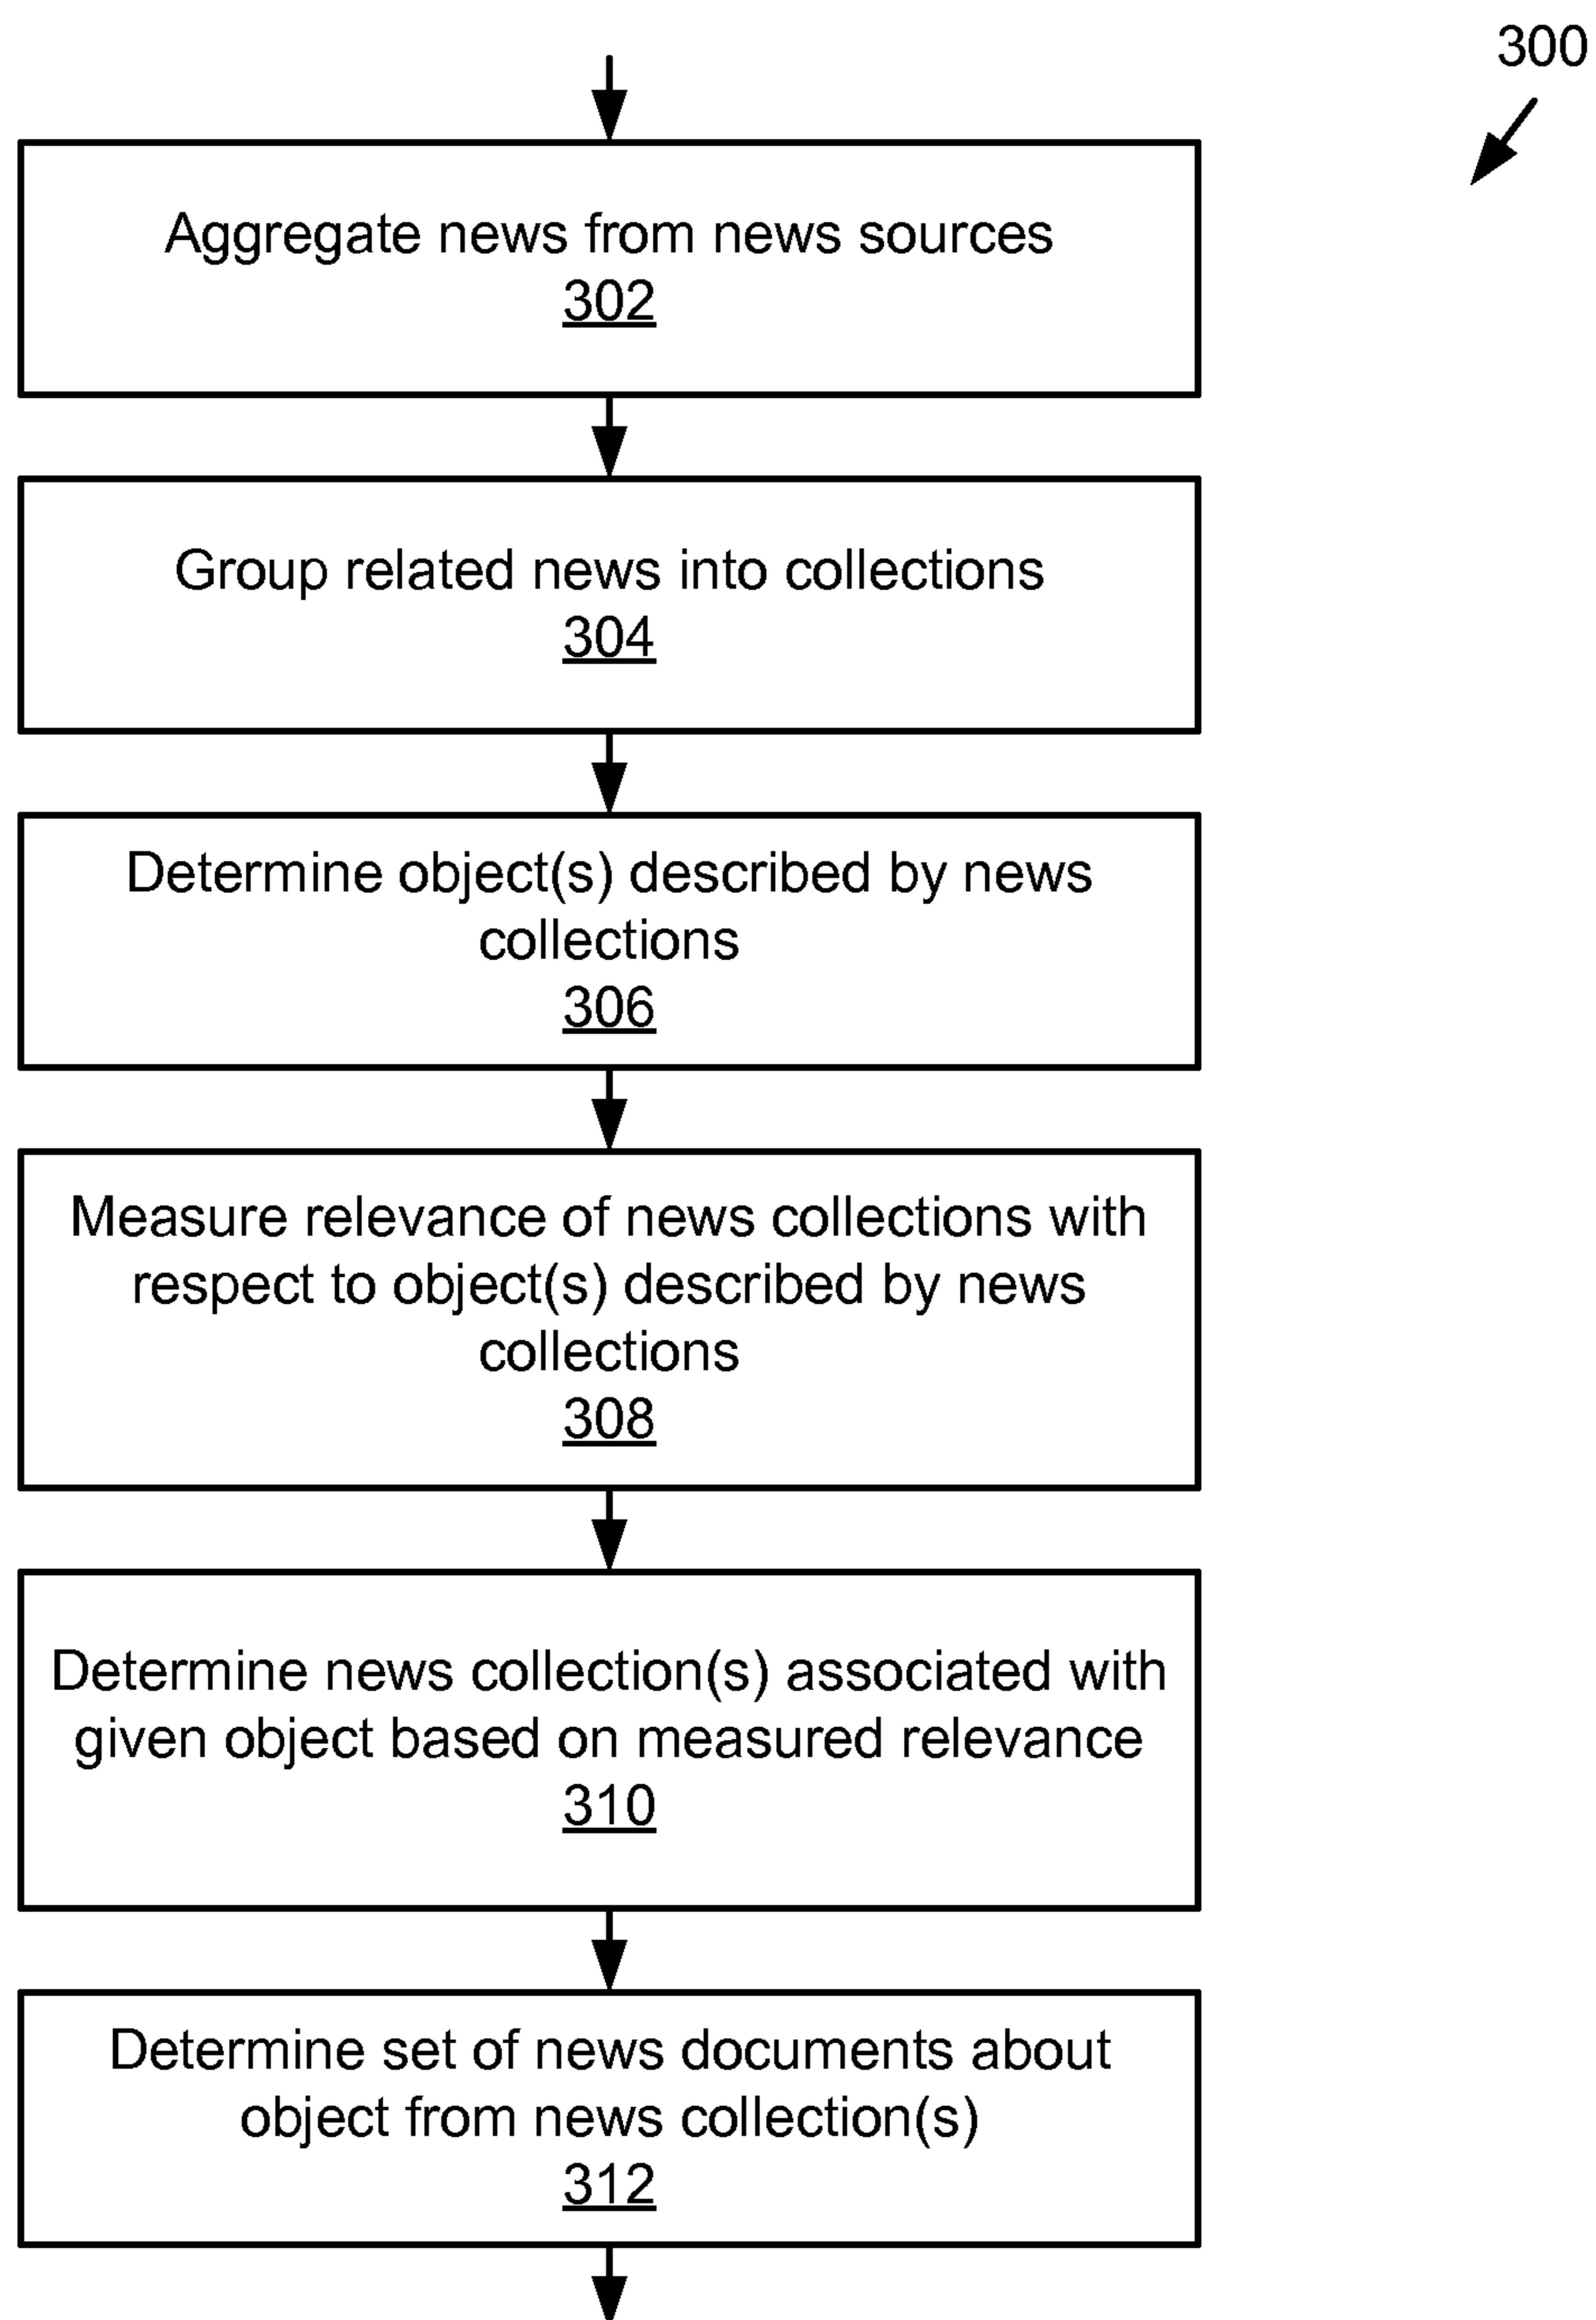 300
Aggregate news from news sources
302
Group related news into collections
304
Determine object(s) described by news
collections
306
Measure relevance of news collections with
respect to object(s) described by news
collections
308
Determine news collection(s) associated with
given object based on measured relevance
310
Determine set of news documents about
object from news collection(s)
312